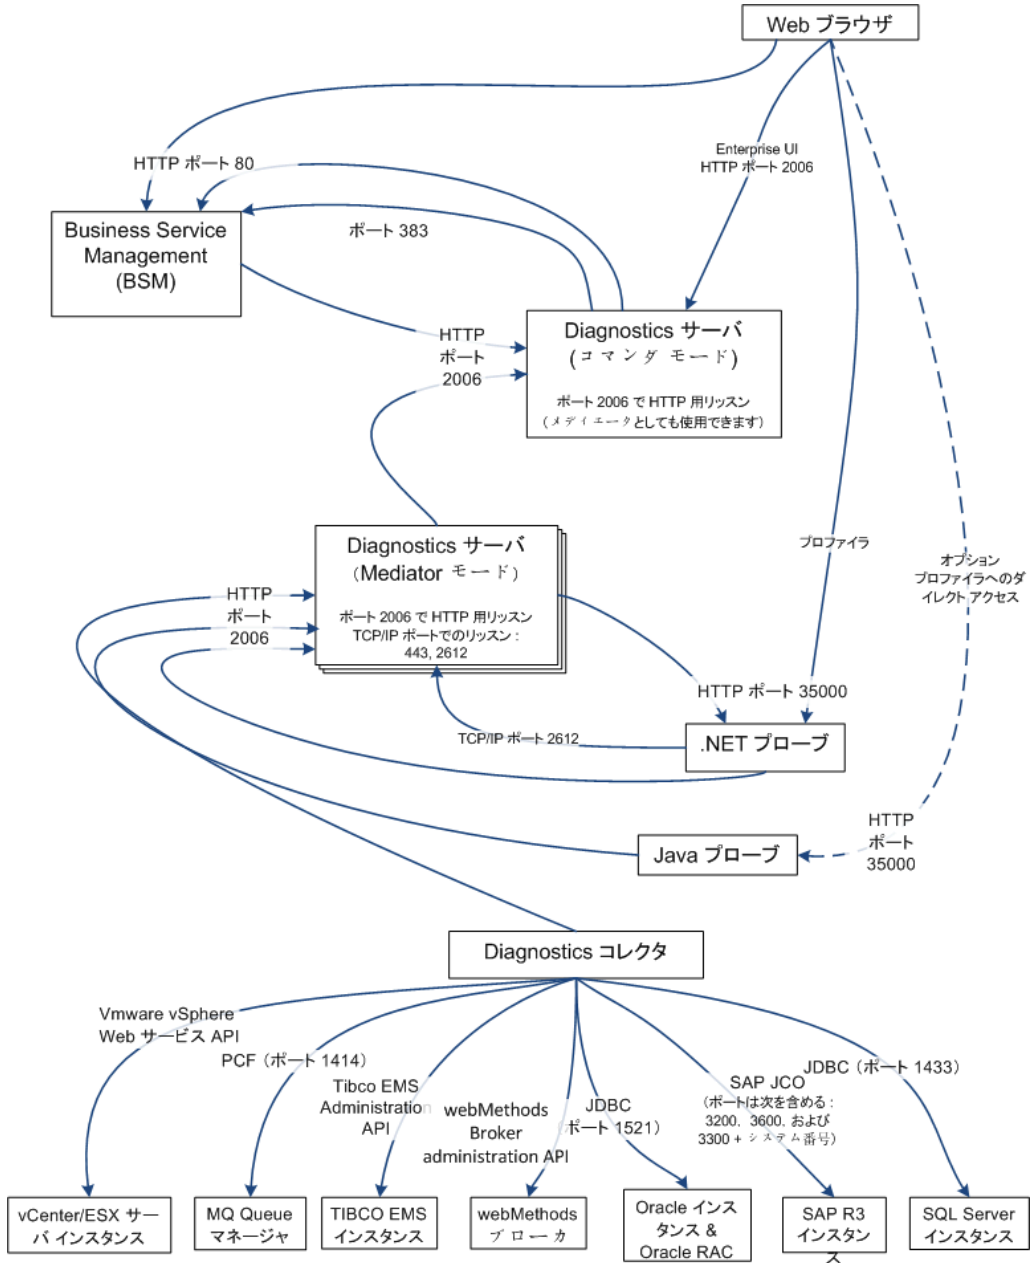 Web ブラウザ
HTTP ポート 80
Enterprise UI
HTTP ポート 2006
Business Service
Management
(BSM)
ポート 383
HTTP
ポート
2006
Diagnostics サーバ
(コマンダ モード)
ポート 2006 で HTTP 用リッスン
(メディエータとしても使用できます)
Diagnostics サーバ
(Mediator モード)
ポート 2006 で HTTP 用リッスン
TCP/IP ポートでのリッスン :
443, 2612
プロファイラ
オプション
プロファイラへのダ
イレクト アクセス
HTTP
ポート
2006
HTTP ポート 35000
TCP/IP ポート 2612
.NET プローブ
HTTP
ポート
35000
Java プローブ
Diagnostics コレクタ
Vmware vSphere
Web サービス API
PCF (ポート 1414)
Tibco EMS
Administration
API
webMethods
Broker
administration API
JDBC
(ポート 1521)
SAP JCO
(ポートは次を含める :
3200、3600、および
3300 + システム番号)
JDBC (ポート 1433)
vCenter/ESX サー
バ インスタンス
MQ Queue
マネージャ
TIBCO EMS
インスタンス
webMethods
ブローカ
Oracle インス
タンス &
Oracle RAC
SAP R3
インスタン
ス
SQL Server
インスタンス